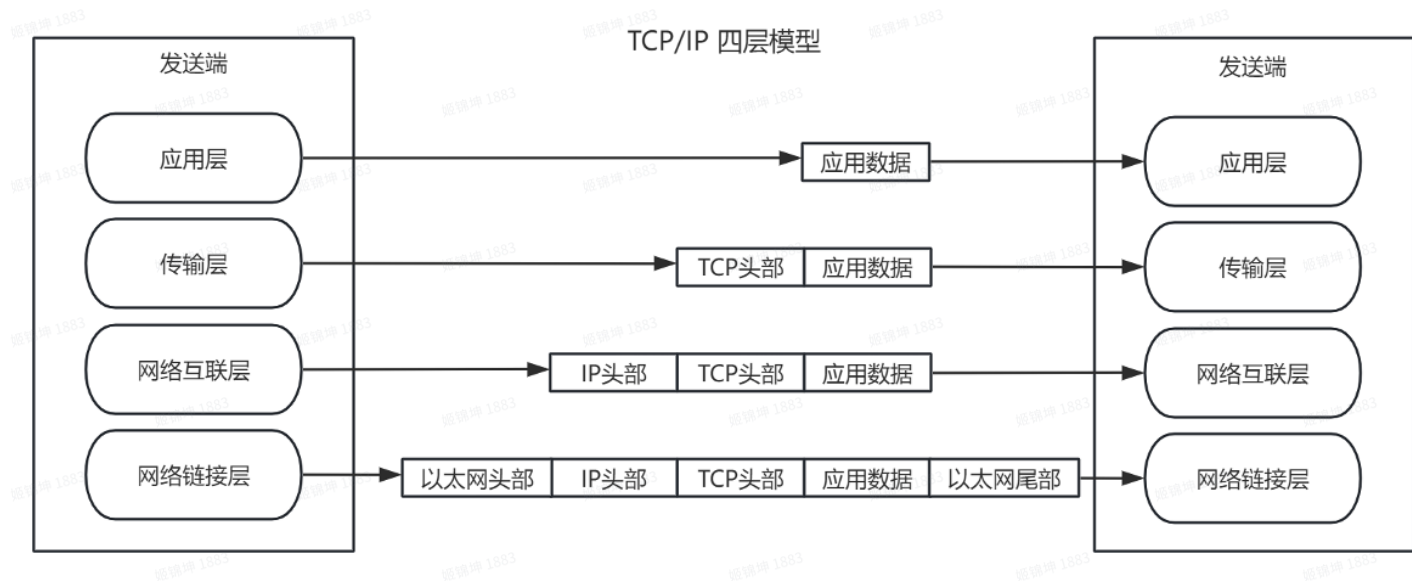 TCP/IP 四层模型
发送端
发送端
应用层
应用数据
应用层
传输层
TCP头部 应用数据
传输层
网络互联层
IP头部 TCP头部 应用数据
网络互联层
网络链接层
以太网头部 IP头部 TCP头部 应用数据 以太网尾部
网络链接层
姬锦坤 1883